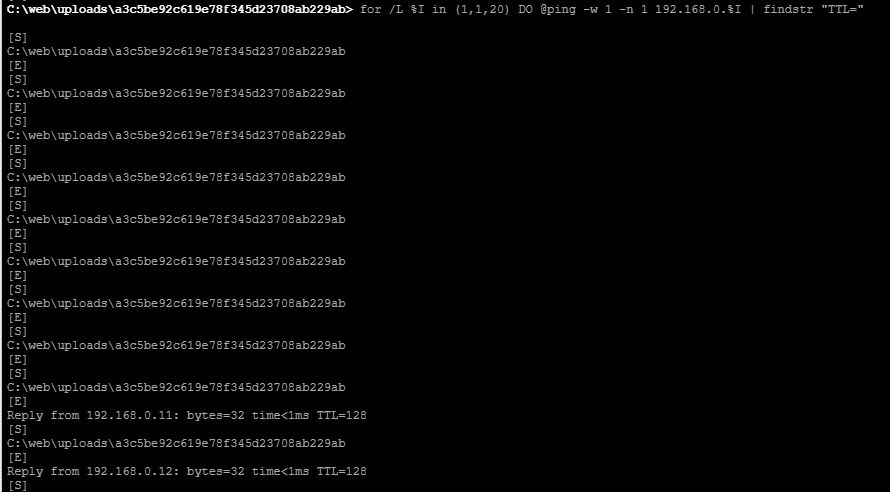 C:\web\uploads\a3c5be92c619e78f345d23708ab229ab> for /L %I in (1,1,20) DO @ping -w 1 -n 1 192.168.0.%I | findstr "TTL="
[S]
C:\web\uploads\a3c5be92c619e78f345d23708ab229ab
[E]
[S]
C:\web\uploads\a3c5be92c619e78f345d23708ab229ab
[E]
[S]
C:\web\uploads\a3c5be92c619e78f345d23708ab229ab
[E]
[S]
C:\web\uploads\a3c5be92c619e78f345d23708ab229ab
[E]
[S]
C:\web\uploads\a3c5be92c619e78f345d23708ab229ab
[E]
[S]
C:\web\uploads\a3c5be92c619e78f345d23708ab229ab
[E]
[S]
C:\web\uploads\a3c5be92c619e78f345d23708ab229ab
[E]
[S]
C:\web\uploads\a3c5be92c619e78f345d23708ab229ab
[E]
[S]
C:\web\uploads\a3c5be92c619e78f345d23708ab229ab
[E]
Reply from 192.168.0.11: bytes=32 time<1ms TTL=128
[S]
C:\web\uploads\a3c5be92c619e78f345d23708ab229ab
[E]
Reply from 192.168.0.12: bytes=32 time<1ms TTL=128
[S]